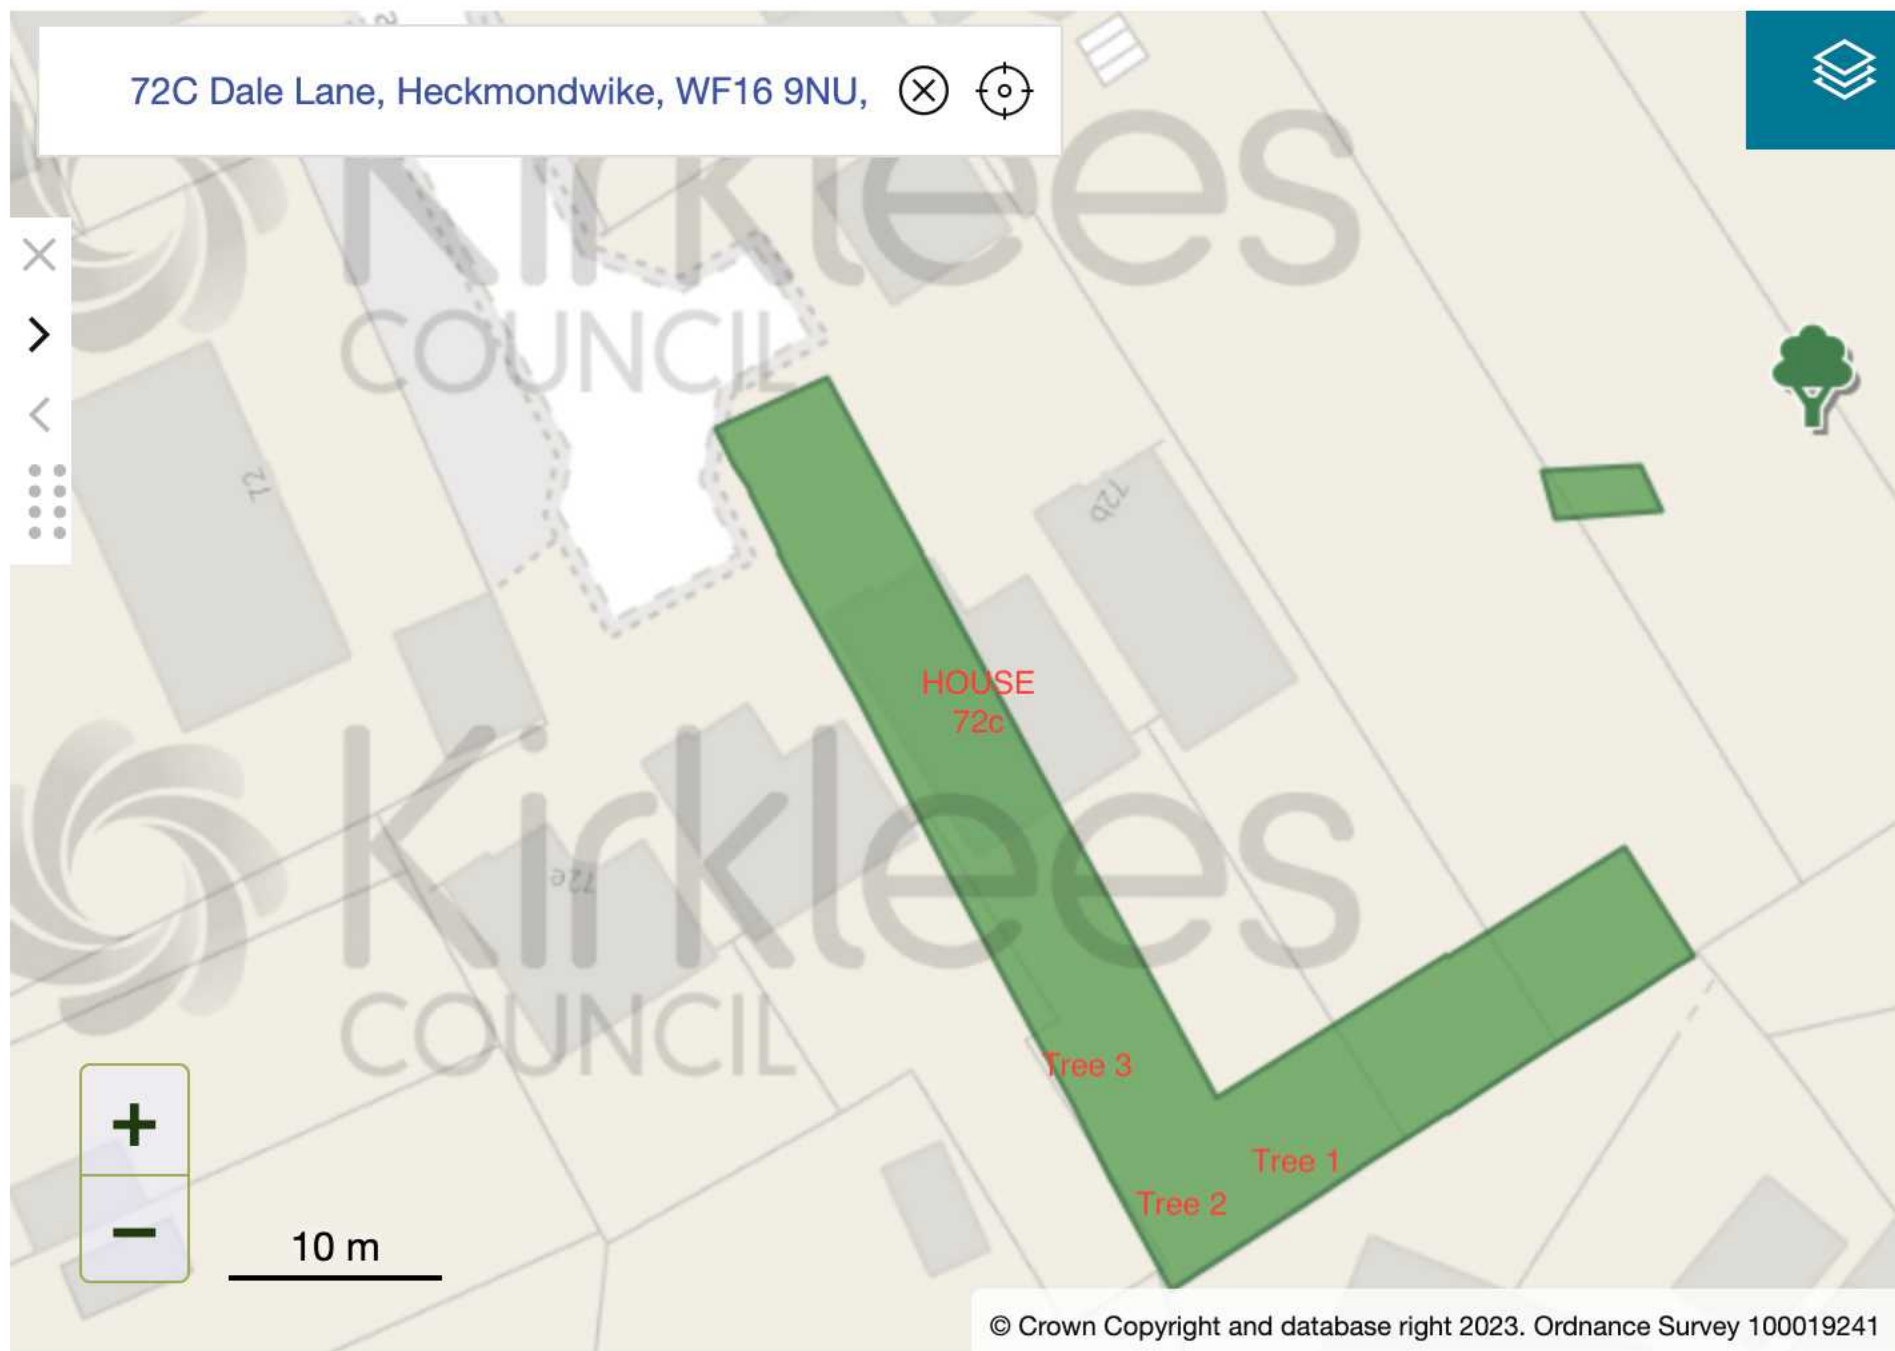 72C Dale Lane, Heckmondwike, WF16 9NU,
Kirklees
COUNCIL
72
72b
HOUSE
72c
Kirklees
72e
COUNCIL
Tree 3
Tree 1
Tree 2
+
−
10 m
© Crown Copyright and database right 2023. Ordnance Survey 100019241